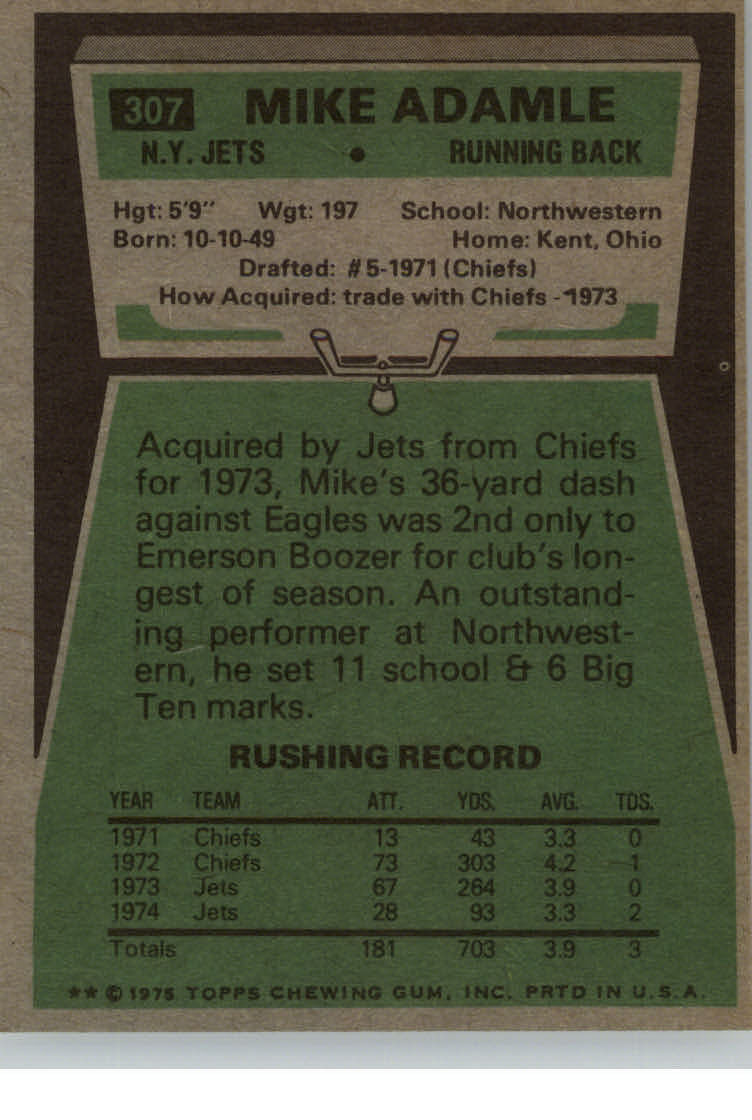 307 MIKE ADAMLE
N.Y. JETS • RUNNING BACK
Hgt: 5'9" Wgt: 197 School: Northwestern
Born: 10-10-49 Home: Kent, Ohio
Drafted: #5-1971 (Chiefs)
How Acquired: trade with Chiefs - 1973
Acquired by Jets from Chiefs
for 1973, Mike's 36-yard dash
against Eagles was 2nd only to
Emerson Boozer for club's lon-
gest of season. An outstand-
ing performer at Northwest-
ern, he set 11 school & 6 Big
Ten marks.
RUSHING RECORD
YEAR TEAM ATT. YDS. AVG. TDS.
1971 Chiefs 13 43 3.3 0
1972 Chiefs 73 303 4.2 1
1973 Jets 67 264 3.9 0
1974 Jets 28 93 3.3 2
Totals 181 703 3.9 3
** © 1975 TOPPS CHEWING GUM, INC. PRTD IN U.S.A.